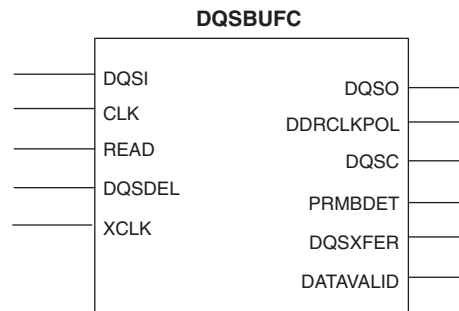 DQSBUFC
DQSI
CLK
READ
DQSDEL
XCLK
DQSO
DDRCLKPOL
DQSC
PRMBDET
DQSXFER
DATAVALID